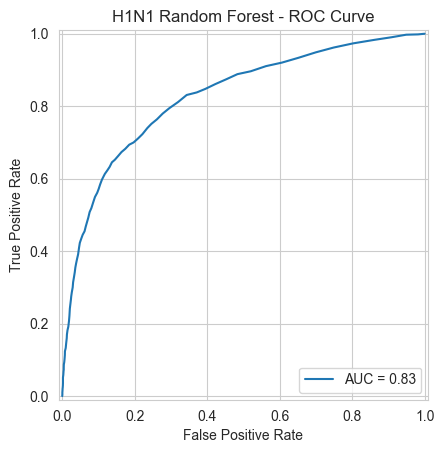 H1N1 Random Forest - ROC Curve
1.0
0.8
0.6
0.4
0.2
0.0
True Positive Rate
AUC = 0.83
0.0 0.2 0.4 0.6 0.8 1.0
False Positive Rate